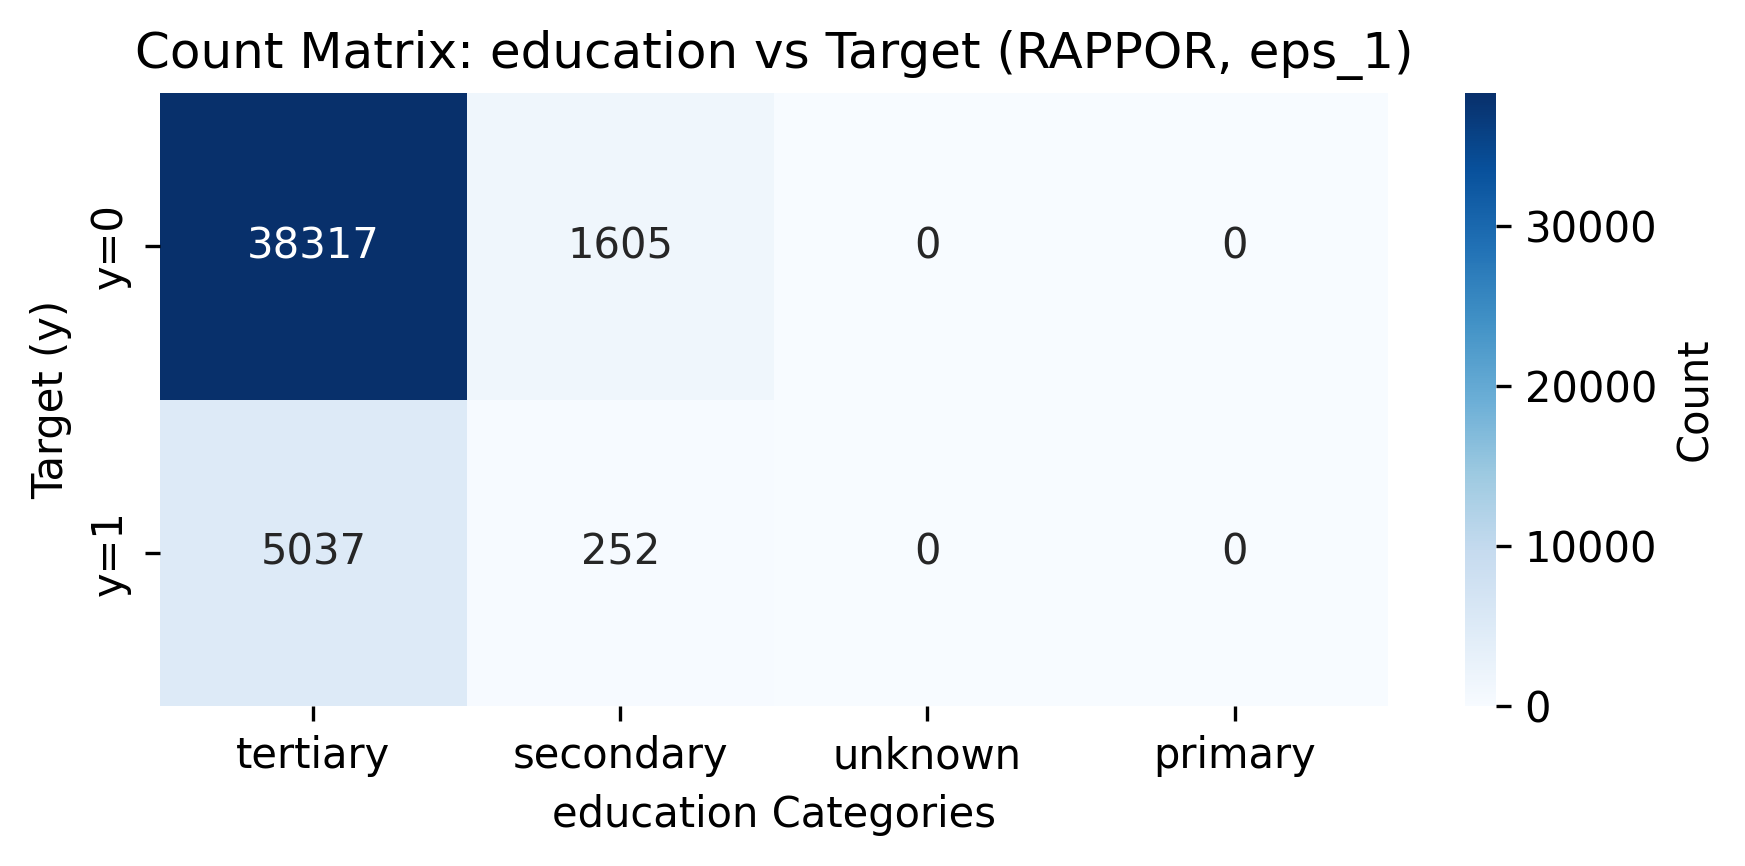 Count Matrix: education vs Target (RAPPOR, eps_1)
Target (y)
y=0
38317 1605 0 0
y=1
5037 252 0 0
tertiary secondary unknown primary
education Categories
30000
20000
10000
0
Count